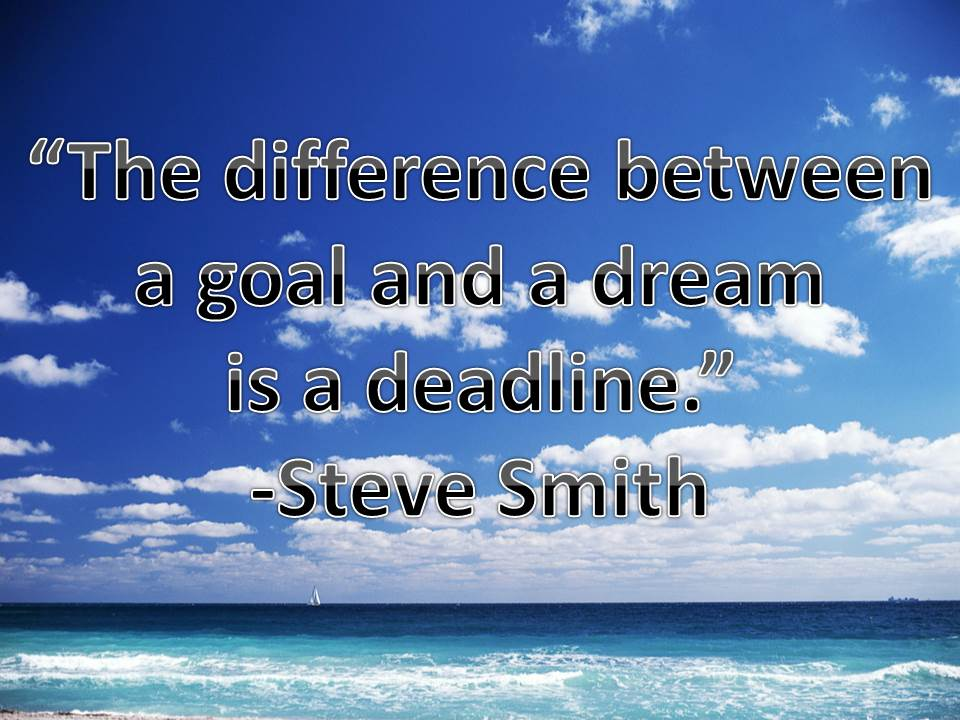 “The difference between
a goal and a dream
is a deadline.”
-Steve Smith